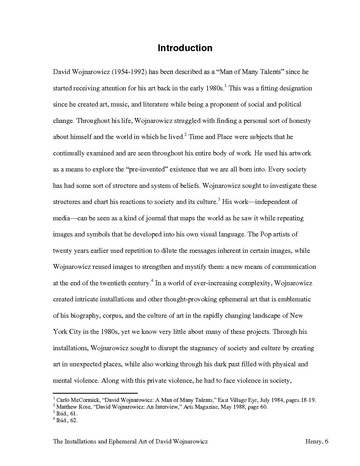 Introduction
David Wojnarowicz (1954-1992) has been described as a “Man of Many Talents” since he
started receiving attention for his art back in the early 1980s.1 This was a fitting designation
since he created art, music, and literature while being a proponent of social and political
change. Throughout his life, Wojnarowicz struggled with finding a personal sort of honesty
about himself and the world in which he lived.2 Time and Place were subjects that he
continually examined and are seen throughout his entire body of work. He used his artwork
as a means to explore the “pre-invented” existence that we are all born into. Every society
has had some sort of structure and system of beliefs. Wojnarowicz sought to investigate these
structures and chart his reactions to society and its culture.3 His work—independent of
media—can be seen as a kind of journal that maps the world as he saw it while repeating
images and symbols that he developed into his own visual language. The Pop artists of
twenty years earlier used repetition to dilute the messages inherent in certain images, while
Wojnarowicz reused images to strengthen and mystify them: a new means of communication
at the end of the twentieth century.4 In a world of ever-increasing complexity, Wojnarowicz
created intricate installations and other thought-provoking ephemeral art that is emblematic
of his biography, corpus, and the culture of art in the rapidly changing landscape of New
York City in the 1980s, yet we know very little about many of these projects. Through his
installations, Wojnarowicz sought to disrupt the stagnancy of society and culture by creating
art in unexpected places, while also working through his dark past filled with physical and
mental violence. Along with this private violence, he had to face violence in society,
1 Carlo McCormick, “David Wojnarowicz: A Man of Many Talents,” East Village Eye, July 1984, pages 18-19.
2 Matthew Rose, “David Wojnarowicz: An Interview,” Arts Magazine, May 1988, page 60.
3 Ibid., 61.
4 Ibid., 62.
The Installations and Ephemeral Art of David Wojnarowicz Henry, 6